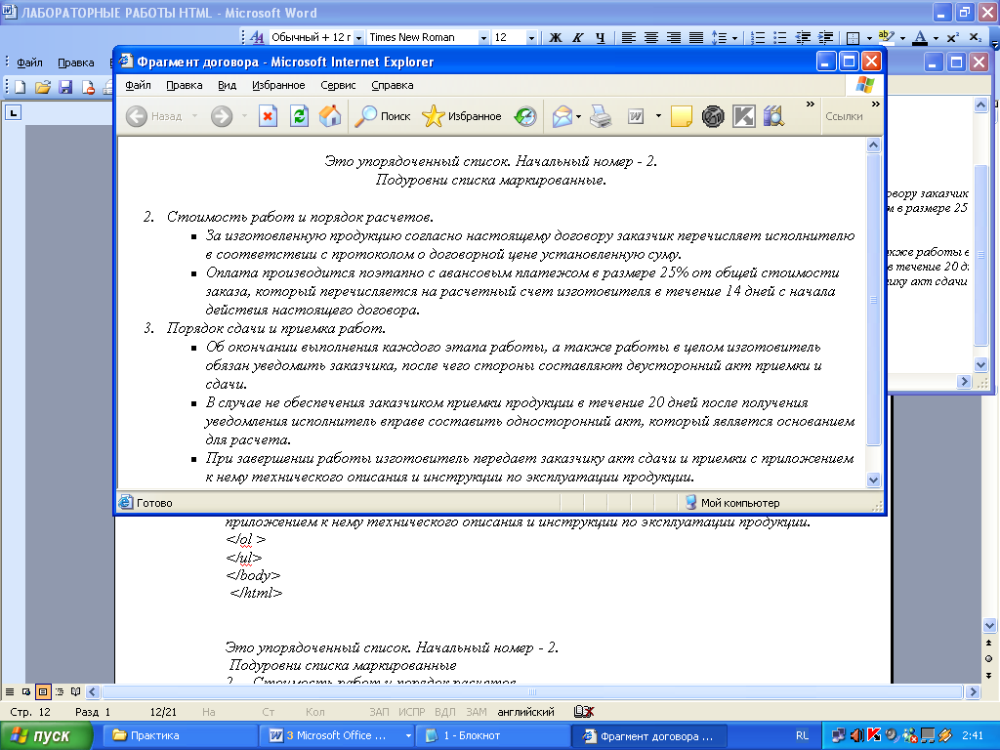 ЛАБОРАТОРНЫЕ РАБОТЫ HTML - Microsoft Word
Обычный + 12 г Times New Roman 12 Ж К Ч
Файл Правка
Фрагмент договора - Microsoft Internet Explorer
Файл Правка Вид Избранное Сервис Справка
Назад Поиск Избранное Ссылки
Это упорядоченный список. Начальный номер - 2.
Подуровни списка маркированные.
2. Стоимость работ и порядок расчетов.
За изготовленную продукцию согласно настоящему договору заказчик перечисляет исполнителю
в соответствии с протоколом о договорной цене установленную суму.
Оплата производится поэтапно с авансовым платежом в размере 25% от общей стоимости
заказа, который перечисляется на расчетный счет изготовителя в течение 14 дней с начала
действия настоящего договора.
3. Порядок сдачи и приемка работ.
Об окончании выполнения каждого этапа работы, а также работы в целом изготовитель
обязан уведомить заказчика, после чего стороны составляют двусторонний акт приемки и
сдачи.
В случае не обеспечения заказчиком приемки продукции в течение 20 дней после получения
уведомления исполнитель вправе составить односторонний акт, который является основанием
для расчета.
При завершении работы изготовитель передает заказчику акт сдачи и приемки с приложением
к нему технического описания и инструкции по эксплуатации продукции.
Готово Мой компьютер
овору заказчик
м в размере 25
кже работы в
в течение 20 д
ику акт сдачи
приложением к нему технического описания и инструкции по эксплуатации продукции.
</ol >
</ul>
</body>
</html>
Это упорядоченный список. Начальный номер - 2.
Подуровни списка маркированные
2. Стоимость работ и порядок расчетов
Стр. 12 Разд 1 12/21 На Ст Кол ЗАП ИСПР ВДЛ ЗАМ английский
пуск Практика 3 Microsoft Office ... 1 - Блокнот Фрагмент договора ... RL 2:41